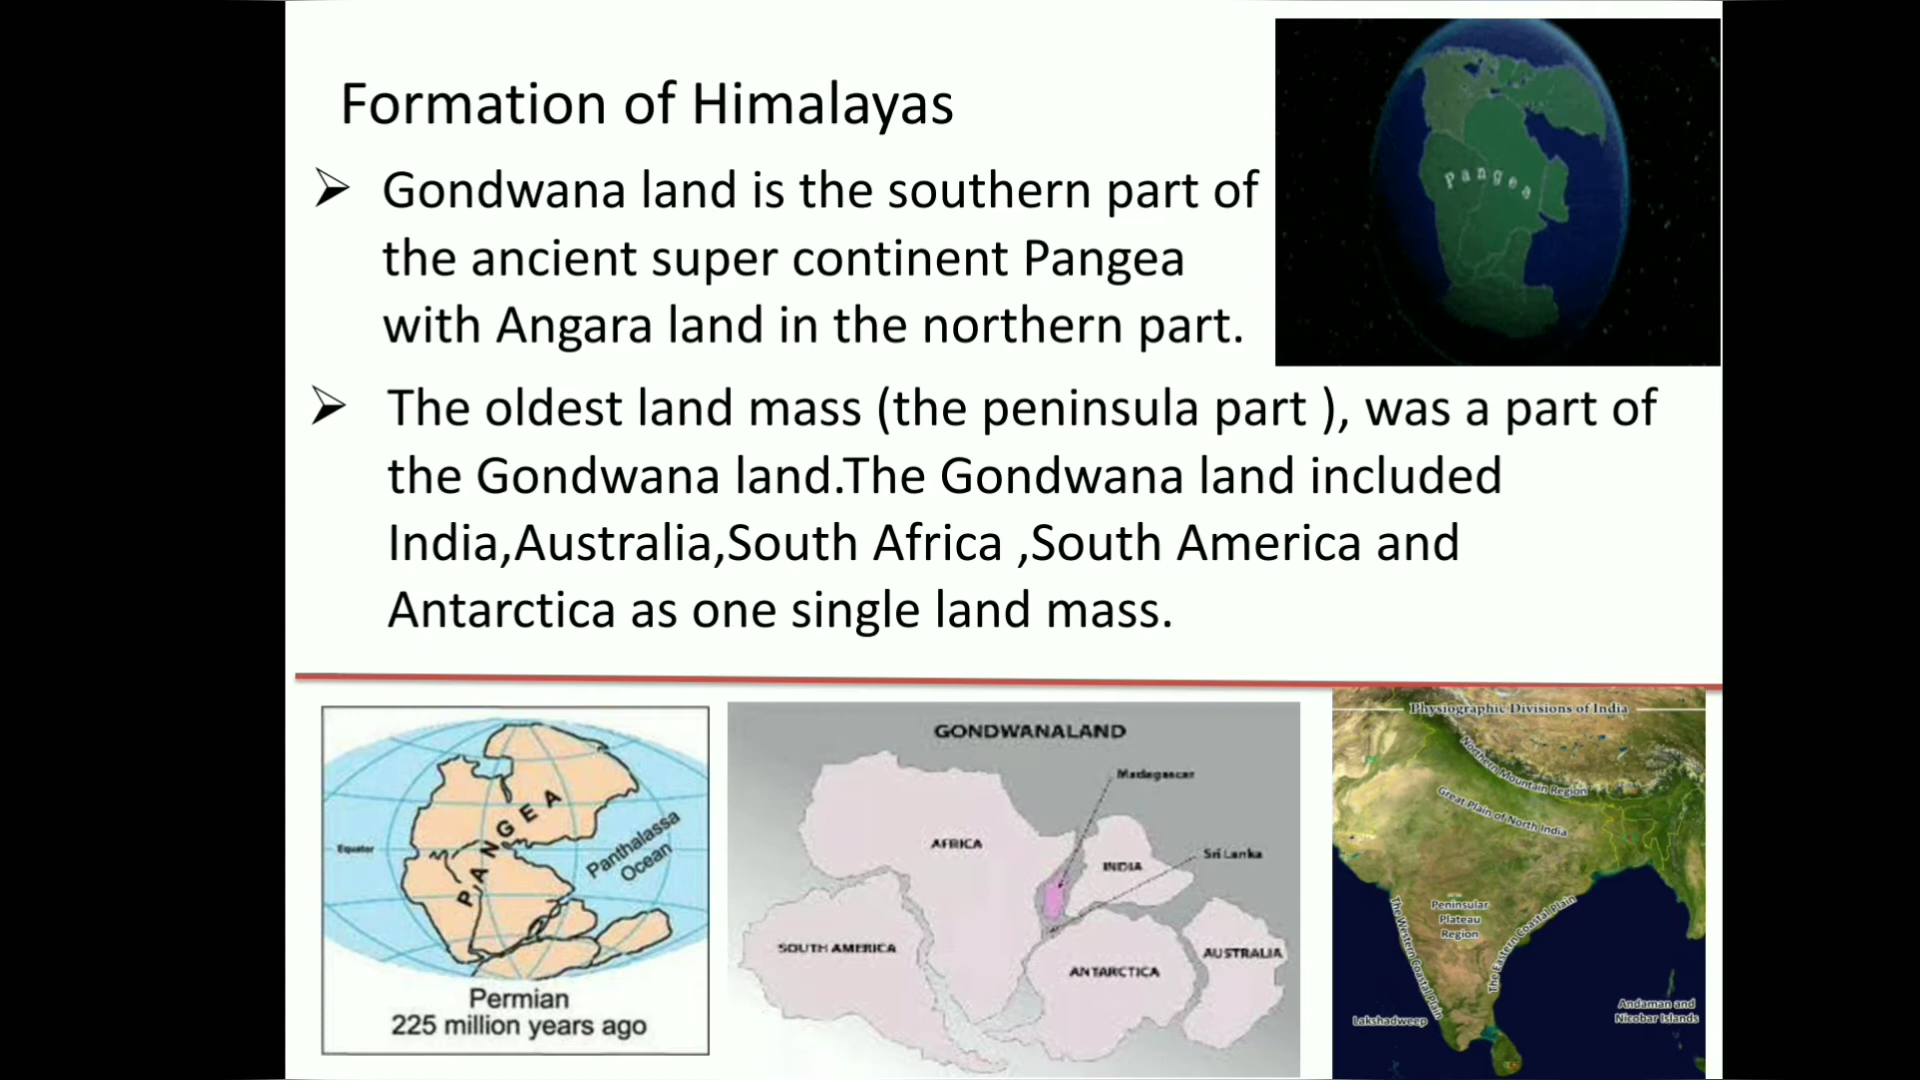 Formation of Himalayas
Gondwana land is the southern part of
the ancient super continent Pangea
with Angara land in the northern part.
The oldest land mass (the peninsula part ), was a part of
the Gondwana land.The Gondwana land included
India,Australia,South Africa ,South America and
Antarctica as one single land mass.
Pangea
Equator
PANGEA
Panthalassa
Ocean
Permian
225 million years ago
GONDWANALAND
Madagascar
AFRICA
INDIA
Sri Lanka
SOUTH AMERICA
ANTARCTICA
AUSTRALIA
Physiographic Divisions of India
Northern Mountain Region
Great Plain of North India
Peninsular
Plateau
Region
The Western Coastal Plain
The Eastern Coastal Plain
Lakshadweep
Andaman and
Nicobar Islands